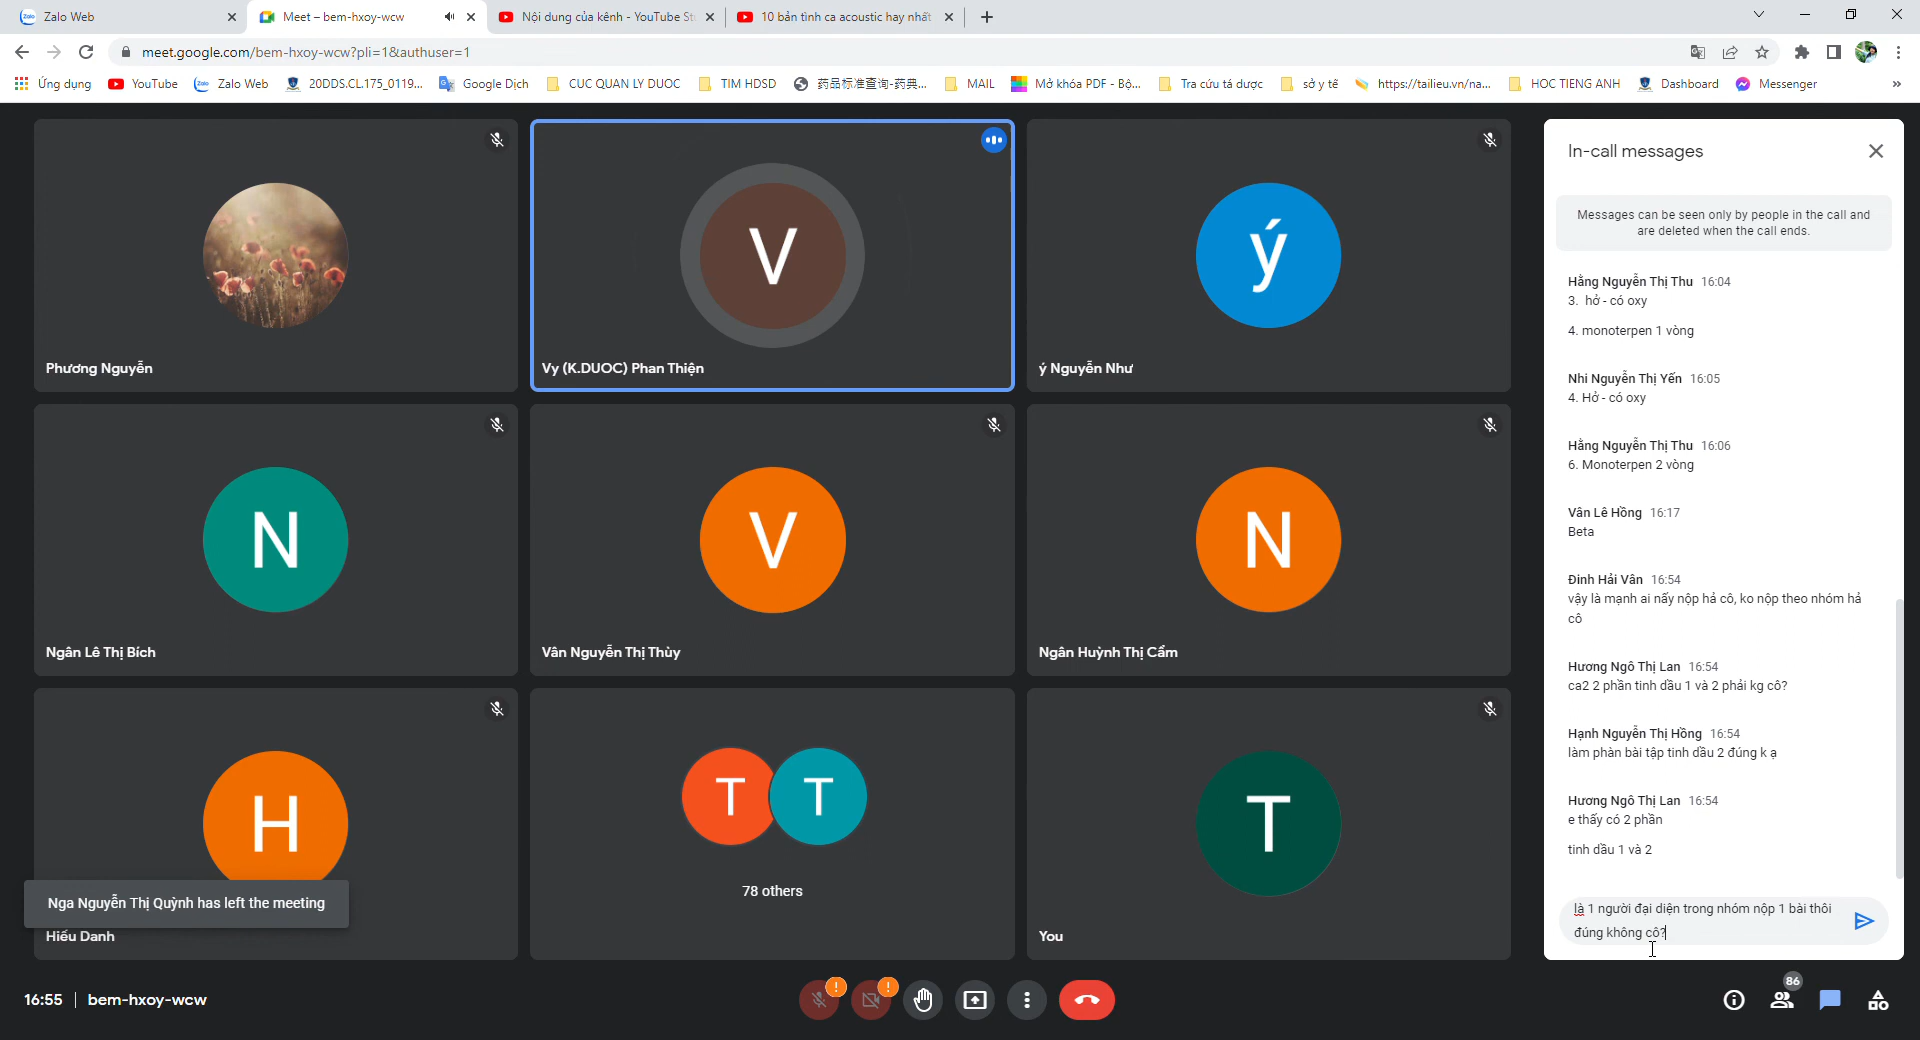 Zalo Web
Meet – bem-hxoy-wcw
Nội dung của kênh - YouTube St
10 bản tình ca acoustic hay nhất
meet.google.com/bem-hxoy-wcw?pli=1&authuser=1
Ứng dụng
YouTube
Zalo Web
20DDS.CL.175_0119...
Google Dịch
CUC QUAN LY DUOC
TIM HDSD
药品标准查询-药典...
MAIL
Mở khóa PDF - Bộ...
Tra cứu tá dược
sở y tế
https://tailieu.vn/na...
HOC TIENG ANH
Dashboard
Messenger
»
Phương Nguyễn
V
Vy (K.DUOC) Phan Thiện
ý
ý Nguyễn Như
N
Ngân Lê Thị Bích
V
Vân Nguyễn Thị Thùy
N
Ngân Huỳnh Thị Cẩm
H
Hiếu Danh
Nga Nguyễn Thị Quỳnh has left the meeting
T
T
78 others
T
You
In-call messages
Messages can be seen only by people in the call and
are deleted when the call ends.
Hằng Nguyễn Thị Thu 16:04
3. hở - có oxy
4. monoterpen 1 vòng
Nhi Nguyễn Thị Yến 16:05
4. Hở - có oxy
Hằng Nguyễn Thị Thu 16:06
6. Monoterpen 2 vòng
Vân Lê Hồng 16:17
Beta
Đinh Hải Vân 16:54
vậy là mạnh ai nấy nộp hả cô, ko nộp theo nhóm hả
cô
Hương Ngô Thị Lan 16:54
ca2 2 phần tinh dầu 1 và 2 phải kg cô?
Hạnh Nguyễn Thị Hồng 16:54
làm phàn bài tập tinh dầu 2 đúng k ạ
Hương Ngô Thị Lan 16:54
e thấy có 2 phần
tinh dầu 1 và 2
là 1 người đại diện trong nhóm nộp 1 bài thôi
đúng không cô?
16:55 | bem-hxoy-wcw
!
!
86